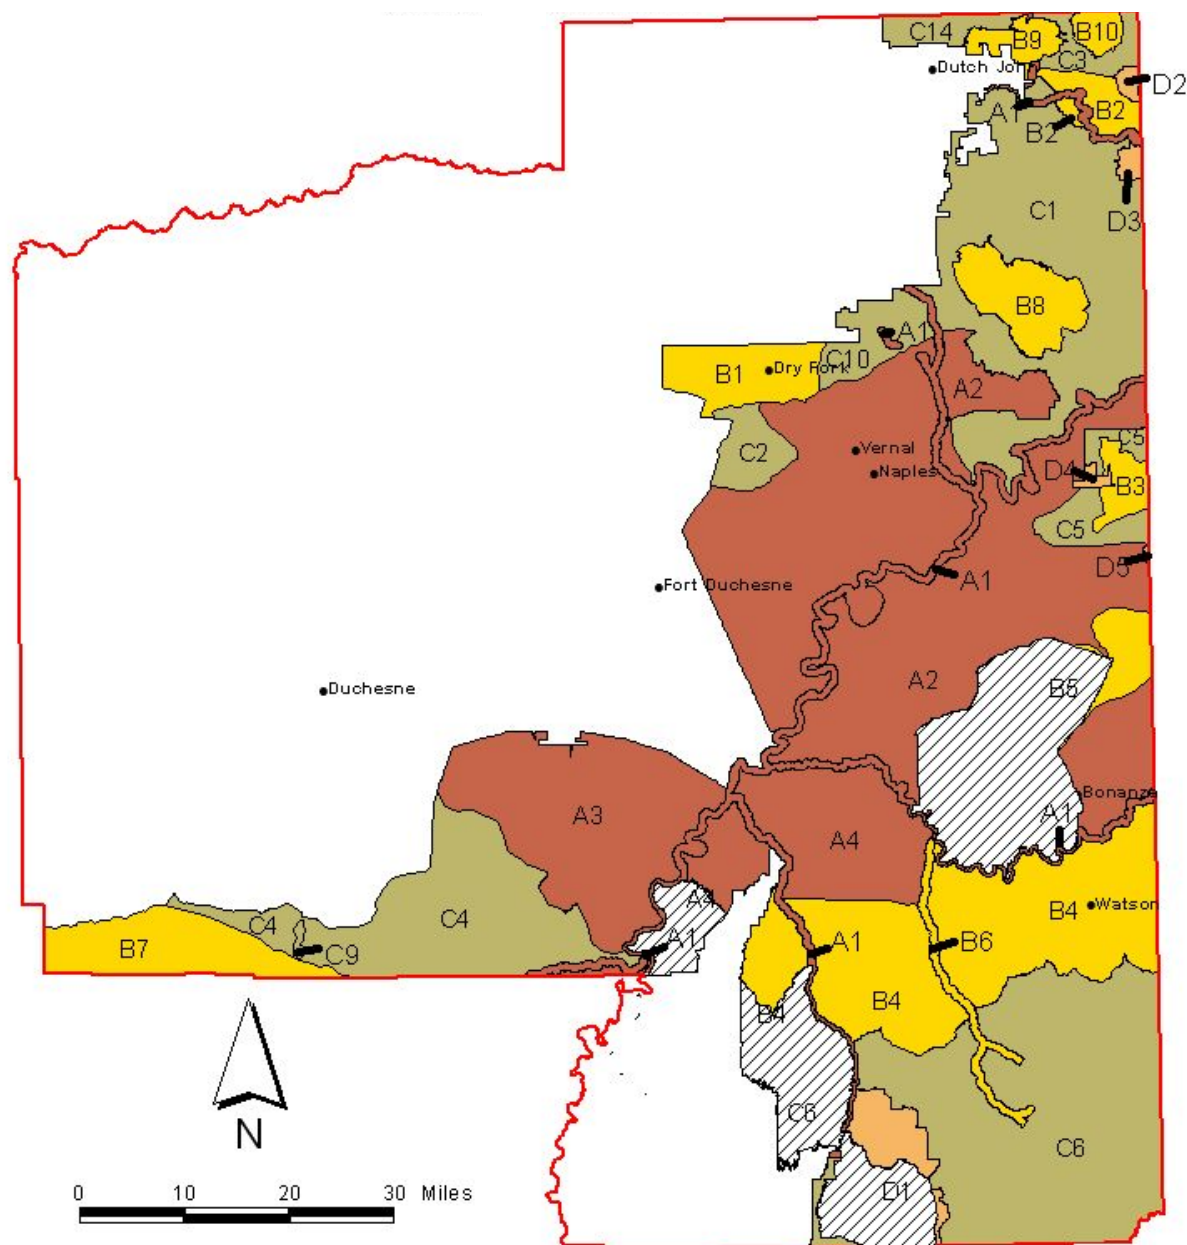 C14
B9
B10
C3
Dutch Joh
D2
A1
B2
B2
D3
C1
B8
A1
C10
B1
Dry Fork
A2
C2
Vernal
Naples
C5
D4
B3
C5
D5
A1
Fort Duchesne
Duchesne
A2
B5
Bonanza
A1
A3
A4
A4
B4
Watson
C4
C4
B7
C9
A1
A1
B6
B4
B4
C6
C6
D1
N
0 10 20 30 Miles